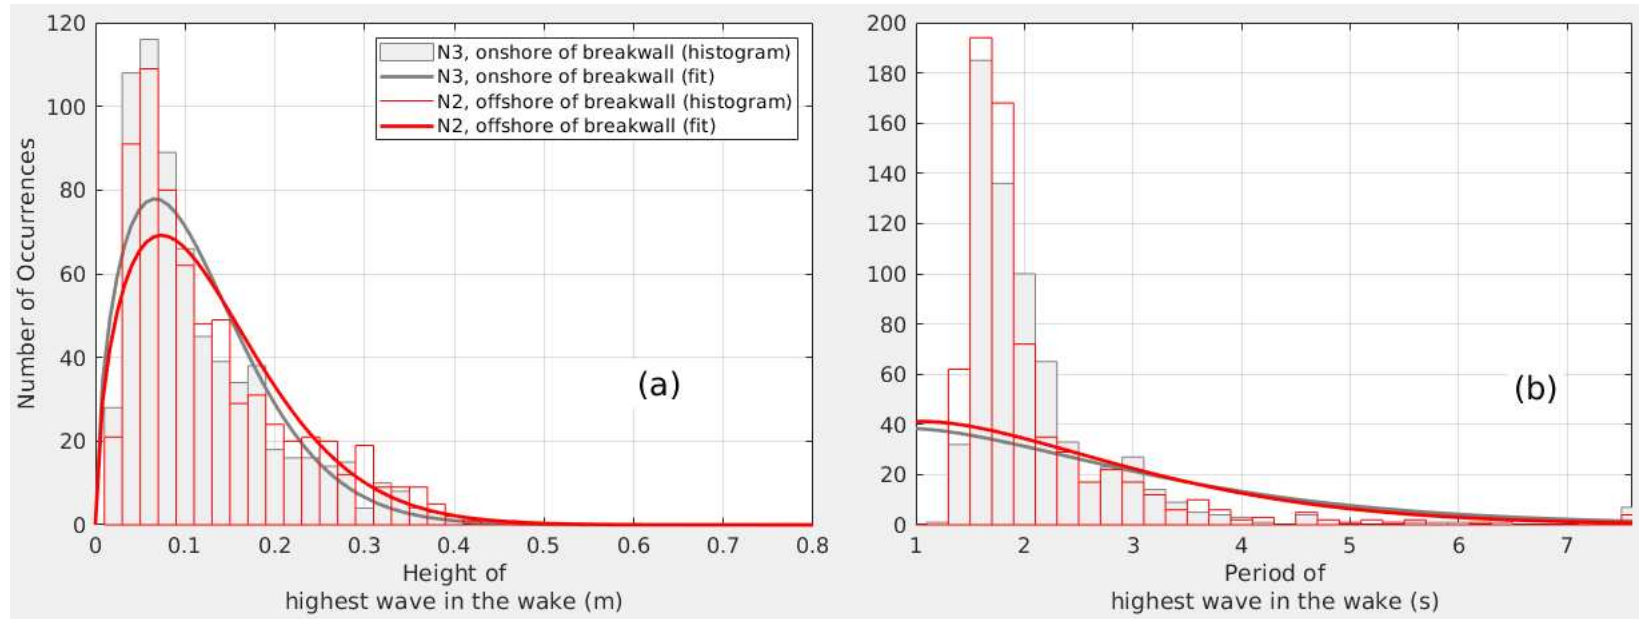 120
100
80
60
40
20
0
Number of Occurrences
N3, onshore of breakwall (histogram)
N3, onshore of breakwall (fit)
N2, offshore of breakwall (histogram)
N2, offshore of breakwall (fit)
(a)
0 0.1 0.2 0.3 0.4 0.5 0.6 0.7 0.8
Height of
highest wave in the wake (m)
200
180
160
140
120
100
80
60
40
20
0
(b)
1 2 3 4 5 6 7
Period of
highest wave in the wake (s)